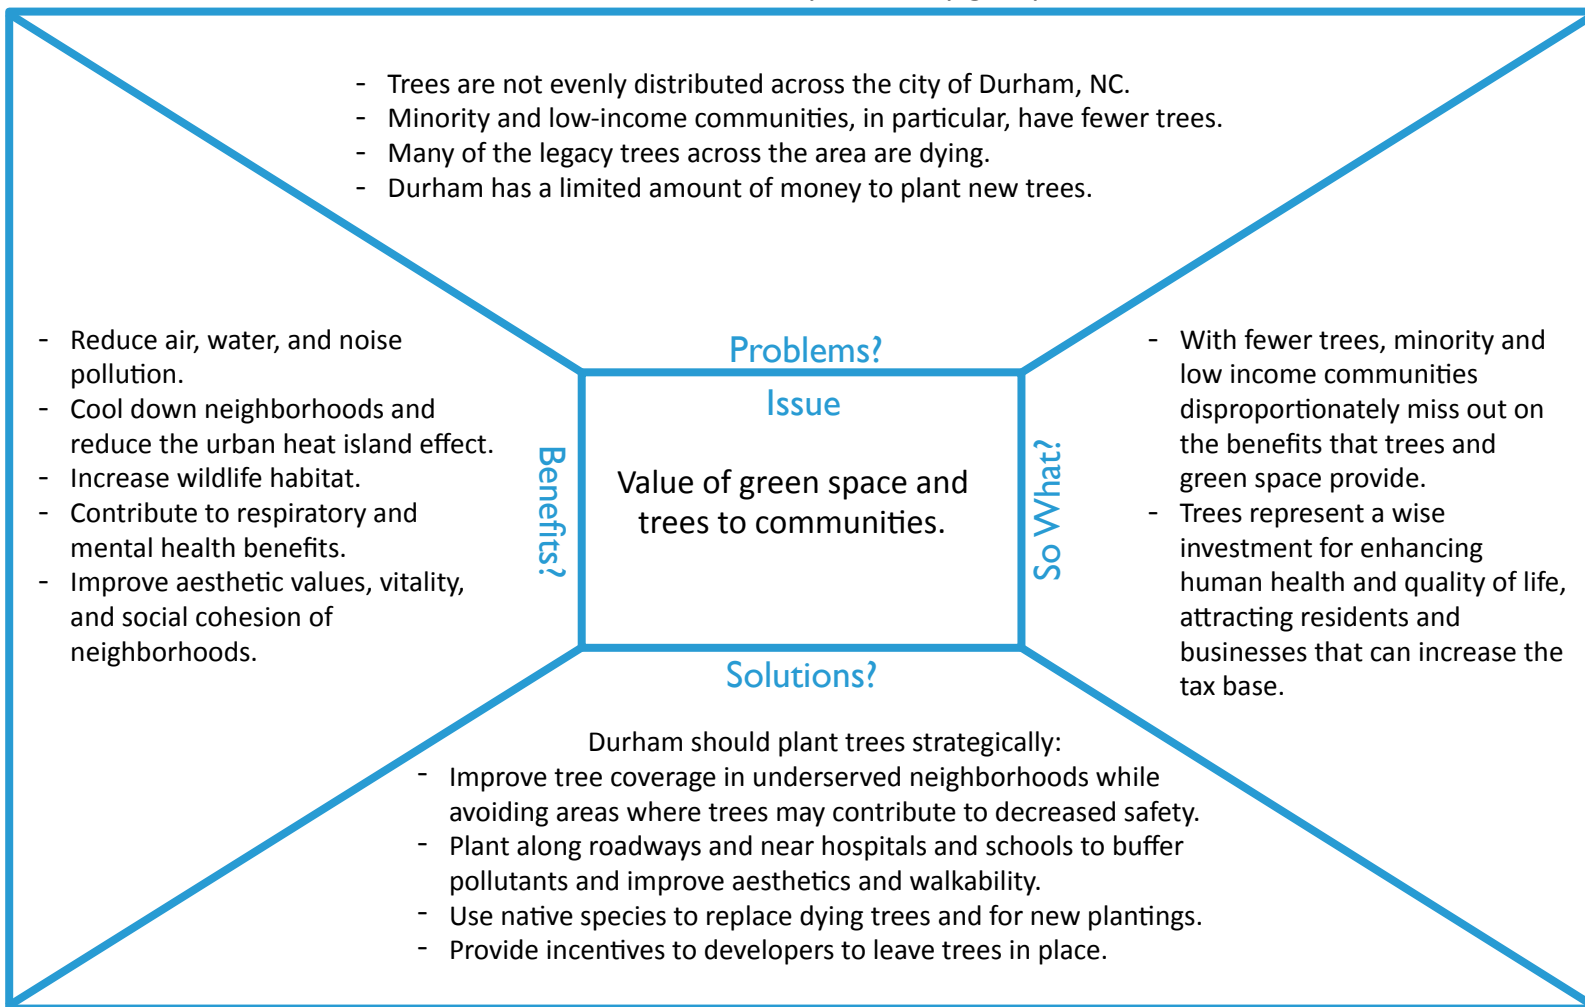 - Trees are not evenly distributed across the city of Durham, NC.
- Minority and low-income communities, in particular, have fewer trees.
- Many of the legacy trees across the area are dying.
- Durham has a limited amount of money to plant new trees.
Problems?
- Reduce air, water, and noise
pollution.
- Cool down neighborhoods and
reduce the urban heat island effect.
- Increase wildlife habitat.
- Contribute to respiratory and
mental health benefits.
- Improve aesthetic values, vitality,
and social cohesion of
neighborhoods.
Benefits?
Issue
Value of green space and
trees to communities.
So What?
- With fewer trees, minority and
low income communities
disproportionately miss out on
the benefits that trees and
green space provide.
- Trees represent a wise
investment for enhancing
human health and quality of life,
attracting residents and
businesses that can increase the
tax base.
Solutions?
Durham should plant trees strategically:
- Improve tree coverage in underserved neighborhoods while
avoiding areas where trees may contribute to decreased safety.
- Plant along roadways and near hospitals and schools to buffer
pollutants and improve aesthetics and walkability.
- Use native species to replace dying trees and for new plantings.
- Provide incentives to developers to leave trees in place.